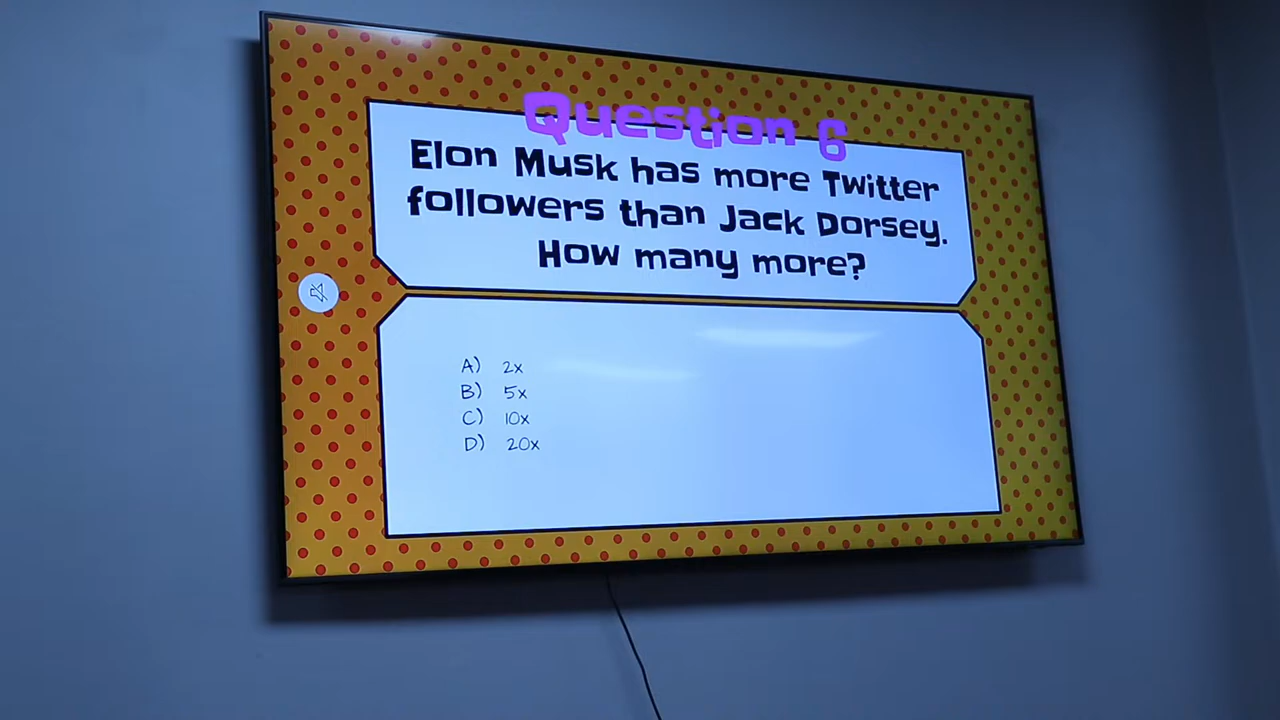 Question 6
Elon Musk has more Twitter
followers than Jack Dorsey.
How many more?
A) 2x
B) 5x
C) 10x
D) 20x